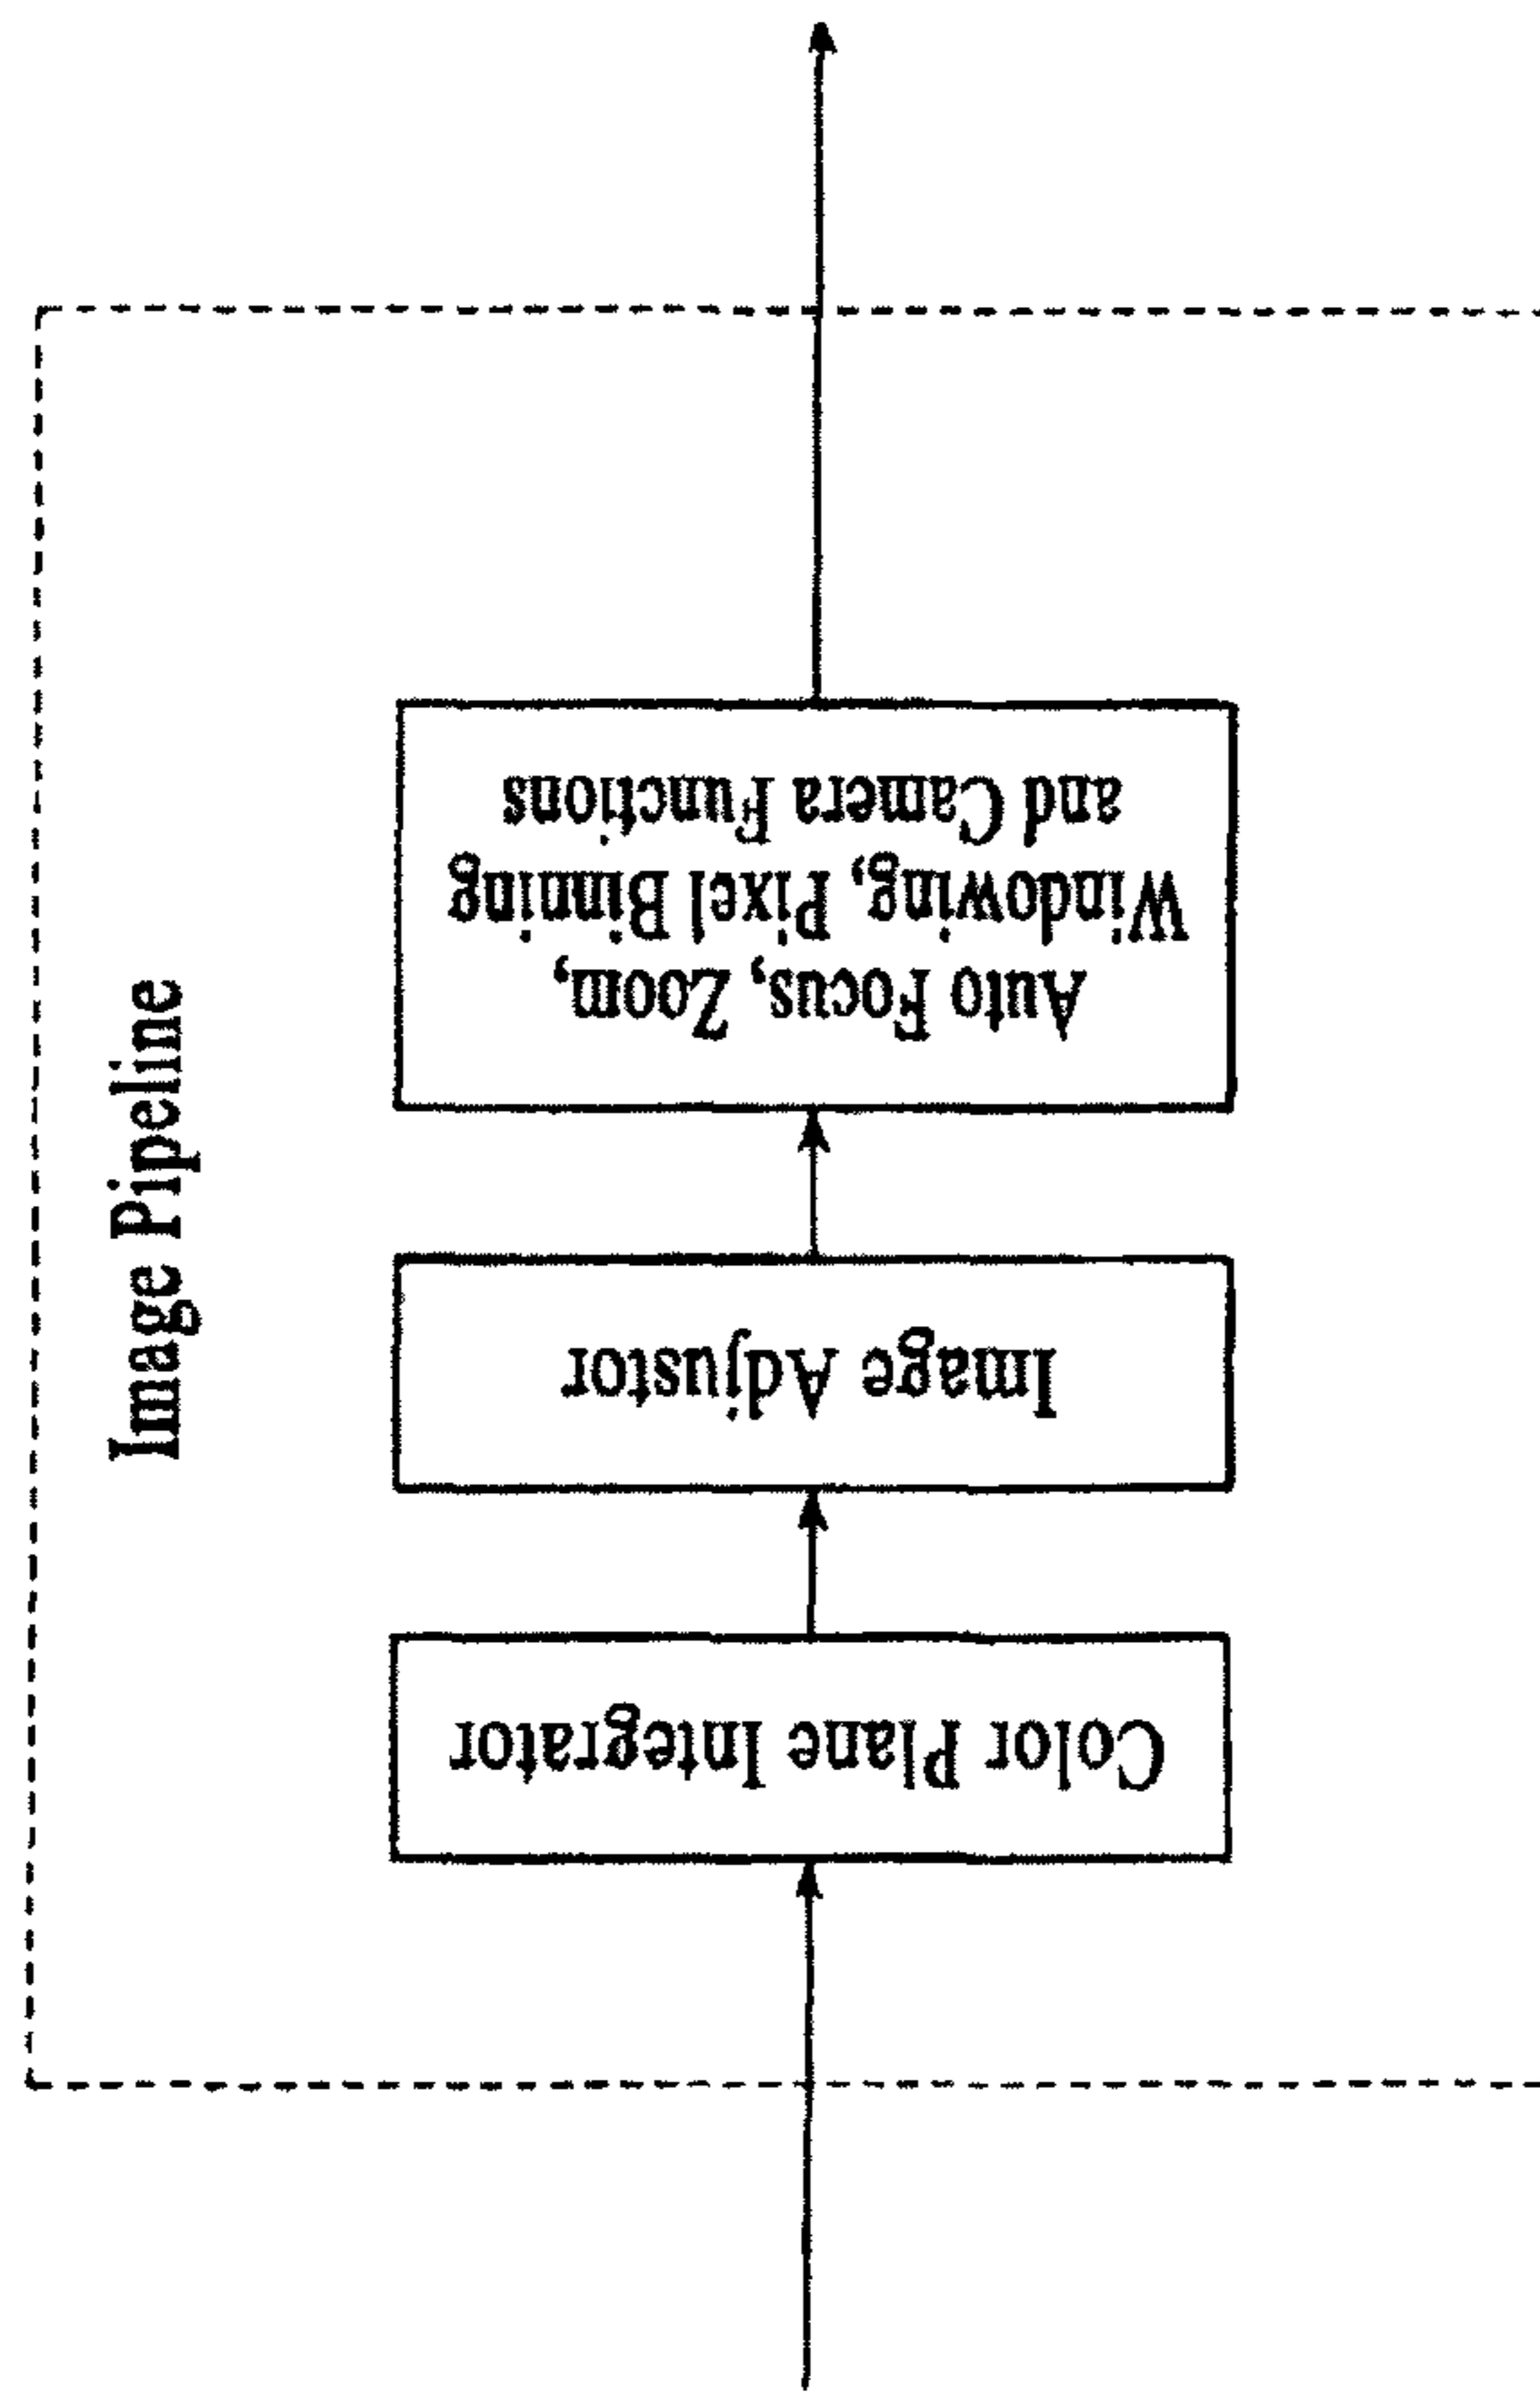 Image Pipeline
Color Plane Integrator
Image Adjustor
Auto Focus, Zoom,
Windowing, Pixel Binning
and Camera Functions